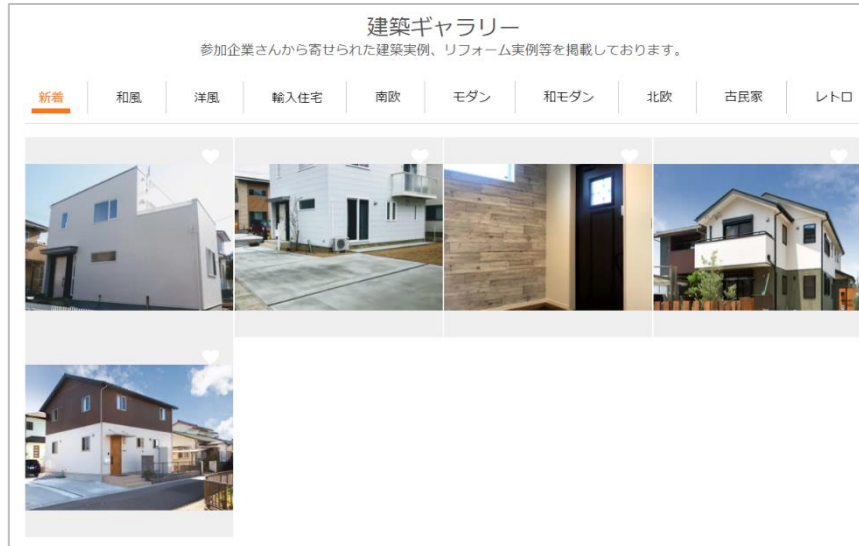 建築ギャラリー
参加企業さんから寄せられた建築実例、リフォーム実例等を掲載しております。
新着 和風 洋風 輸入住宅 南欧 モダン 和モダン 北欧 古民家 レトロ